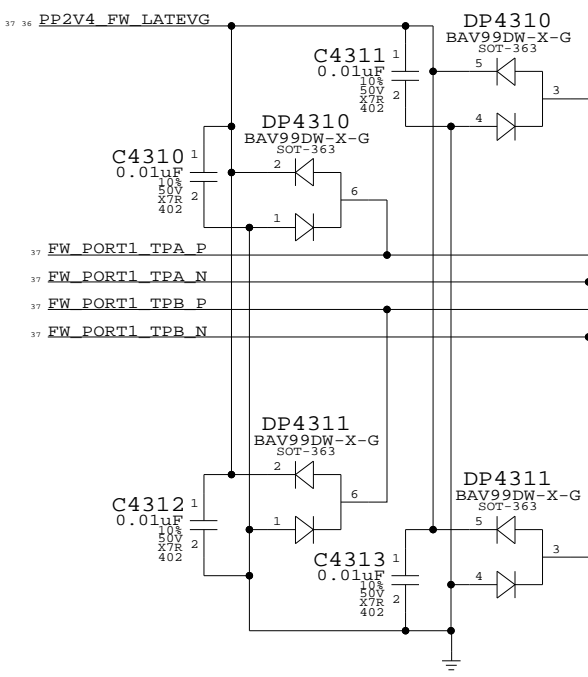 37 36 PP2V4_FW_LATEVG
DP4310
BAV99DW-X-G
SOT-363
C4311 1
0.01uF
10%
50V
X7R 2
402
5
3
4
DP4310
BAV99DW-X-G
SOT-363
C4310 1
0.01uF
10%
50V
X7R 2
402
2
6
1
37 FW_PORT1_TPA_P
37 FW_PORT1_TPA_N
37 FW_PORT1_TPB_P
37 FW_PORT1_TPB_N
DP4311
BAV99DW-X-G
SOT-363
2
6
1
C4312 1
0.01uF
10%
50V
X7R 2
402
DP4311
BAV99DW-X-G
SOT-363
5
3
4
C4313 1
0.01uF
10%
50V
X7R 2
402